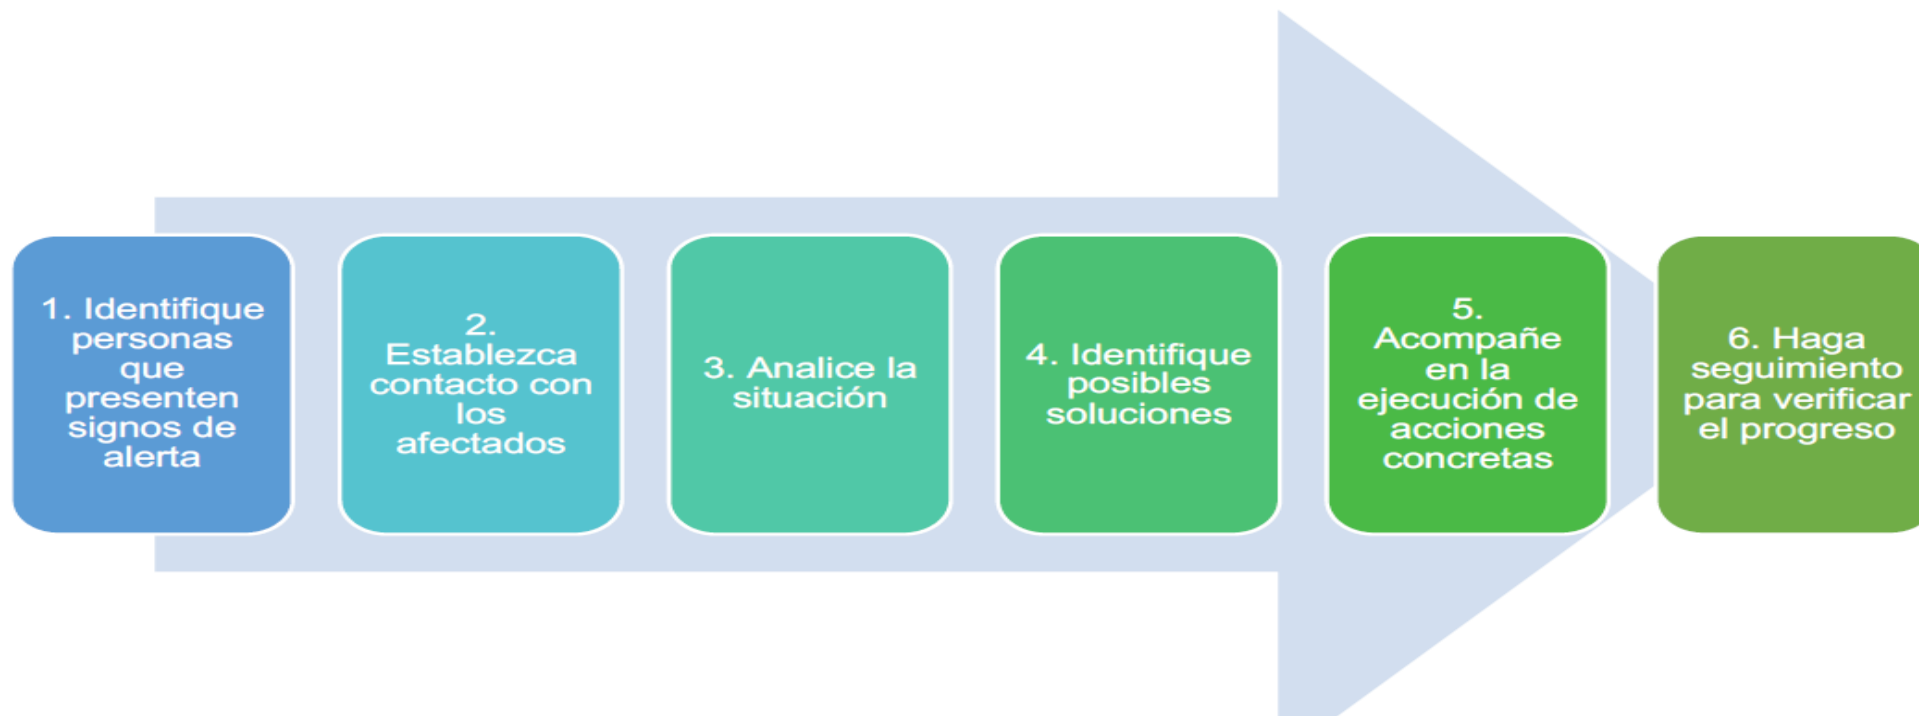 1. Identifique
personas
que
presenten
signos de
alerta
2.
Establezca
contacto con
los
afectados
3. Analice la
situación
4. Identifique
posibles
soluciones
5.
Acompañe
en la
ejecución de
acciones
concretas
6. Haga
seguimiento
para verificar
el progreso